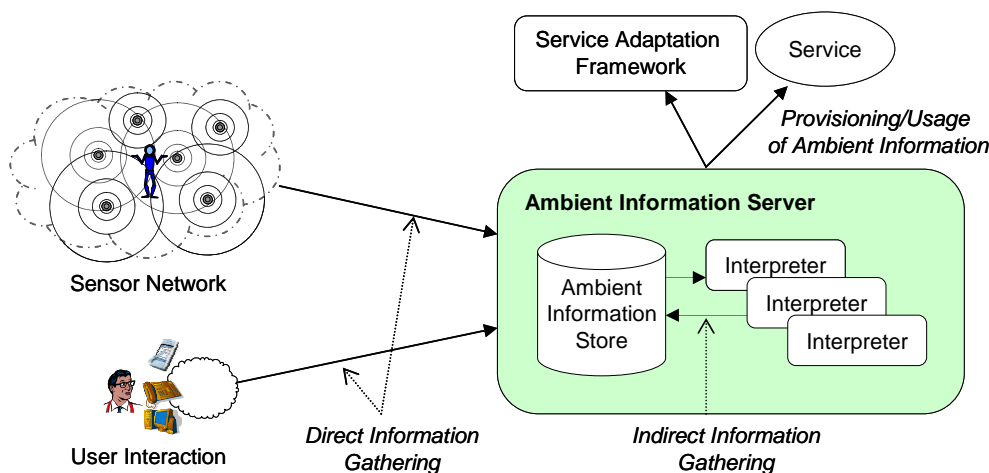 Service Adaptation
Framework
Service
Provisioning/Usage
of Ambient Information
Sensor Network
Ambient Information Server
Ambient
Information
Store
Interpreter
Interpreter
Interpreter
User Interaction
Direct Information
Gathering
Indirect Information
Gathering